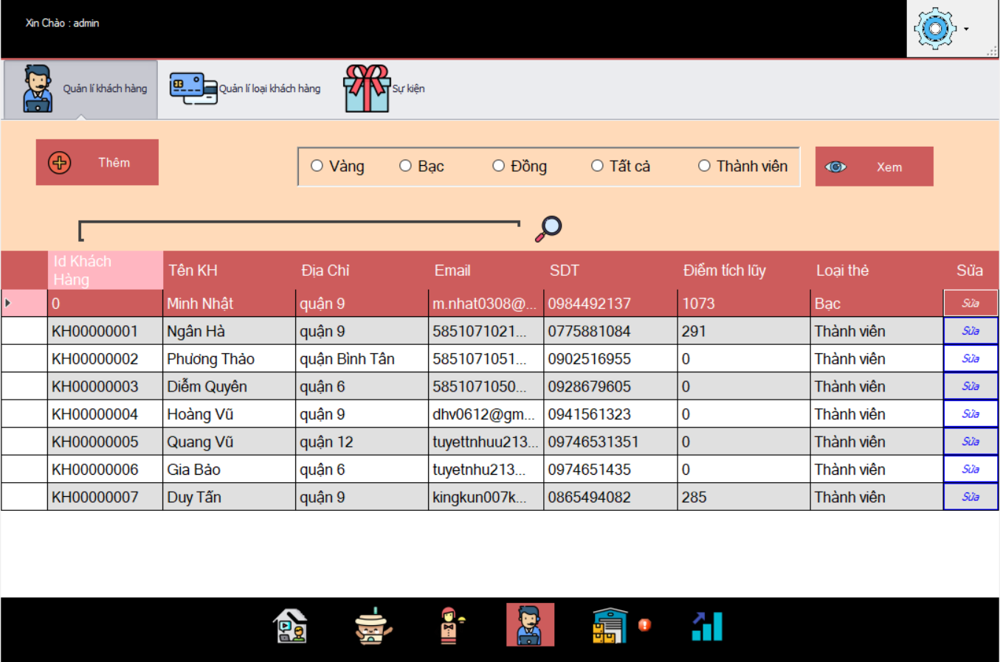 Xin Chào : admin
Quản lí khách hàng
Quản lí loại khách hàng
Sự kiện
Thêm
Vàng
Bạc
Đồng
Tất cả
Thành viên
Xem
Id Khách Hàng Tên KH Địa Chỉ Email SDT Điểm tích lũy Loại thẻ Sửa
0 Minh Nhật quận 9 m.nhat0308@... 0984492137 1073 Bạc Sửa
KH00000001 Ngân Hà quận 9 5851071021... 0775881084 291 Thành viên Sửa
KH00000002 Phương Thảo quận Bình Tân 5851071051... 0902516955 0 Thành viên Sửa
KH00000003 Diễm Quyên quận 6 5851071050... 0928679605 0 Thành viên Sửa
KH00000004 Hoàng Vũ quận 9 dhv0612@gm... 0941561323 0 Thành viên Sửa
KH00000005 Quang Vũ quận 12 tuyettnhuu213... 09746531351 0 Thành viên Sửa
KH00000006 Gia Bảo quận 6 tuyetnhu213... 0974651435 0 Thành viên Sửa
KH00000007 Duy Tấn quận 9 kingkun007k... 0865494082 285 Thành viên Sửa